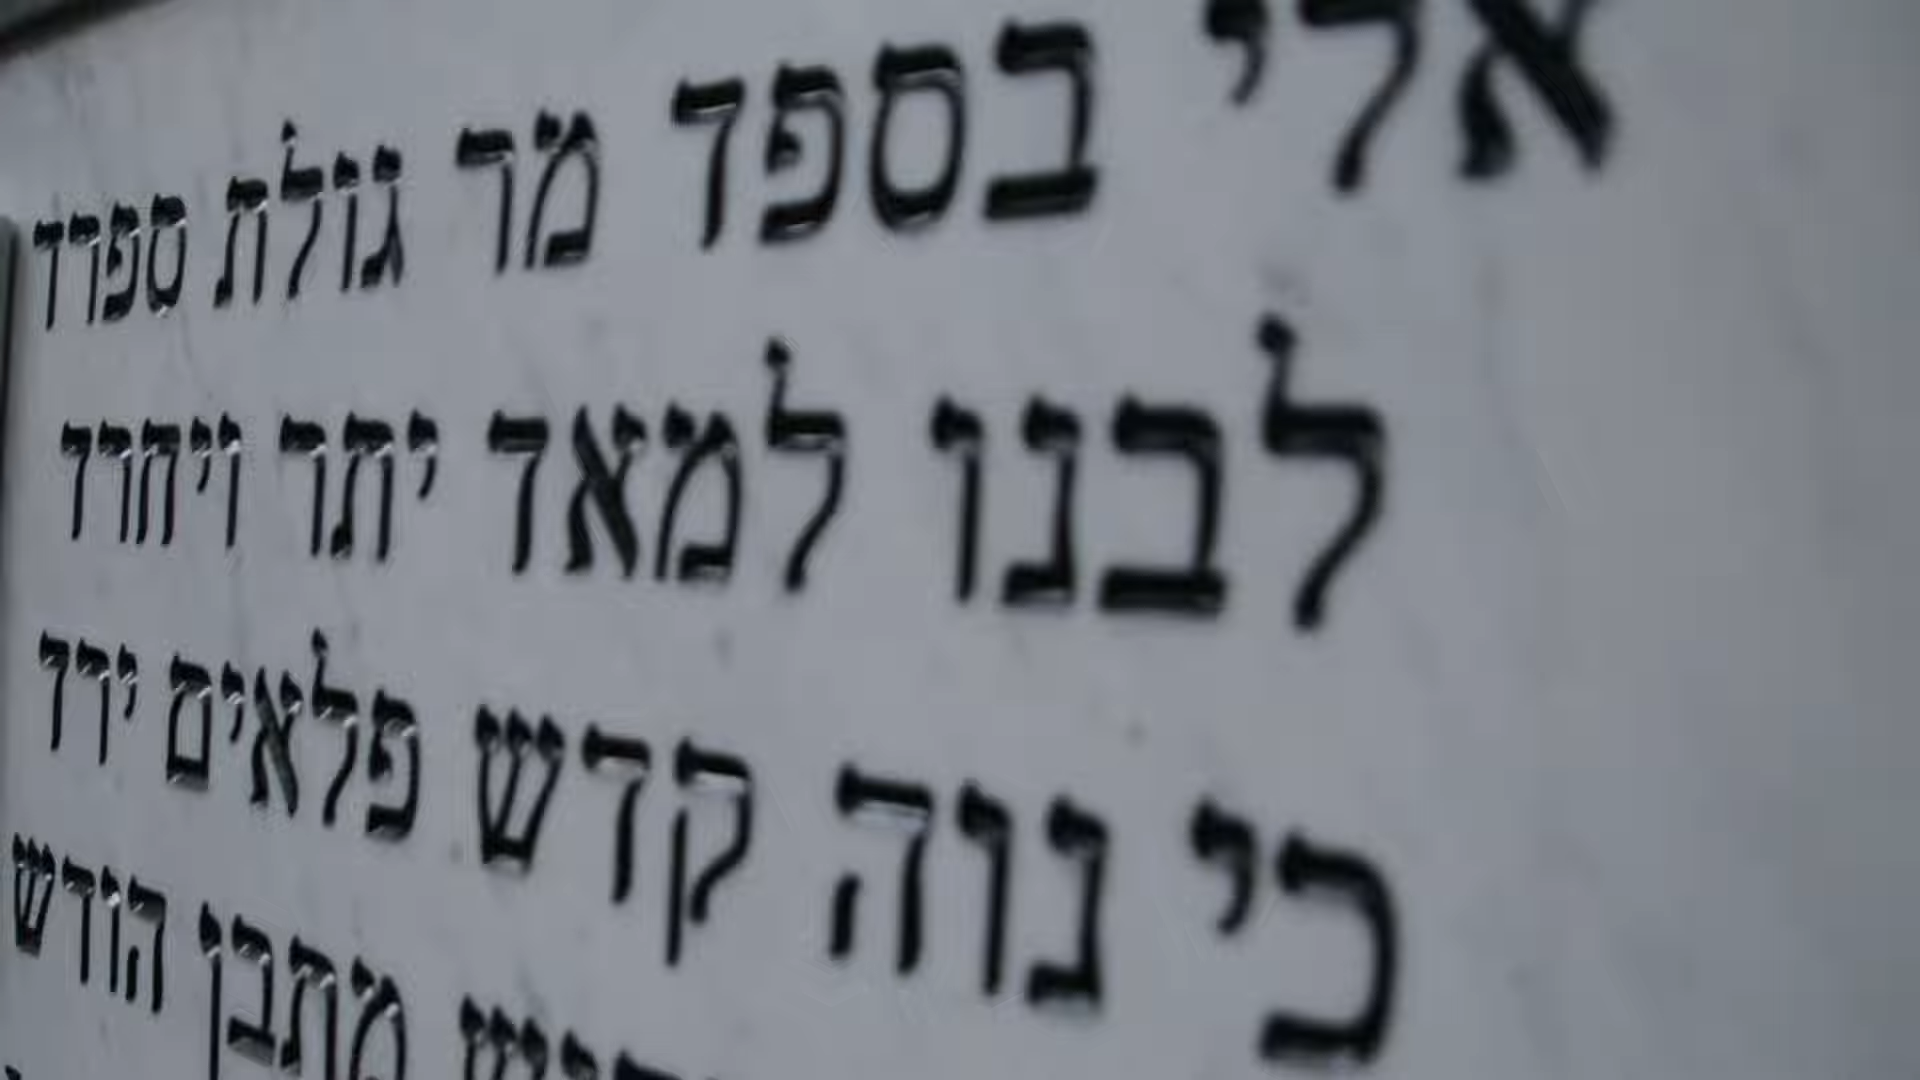 אלי בספד מר גולת ספרד
לבנו למאד יתר ויחרד
כי נוה קדש פלאים ירד
מתבן הודש